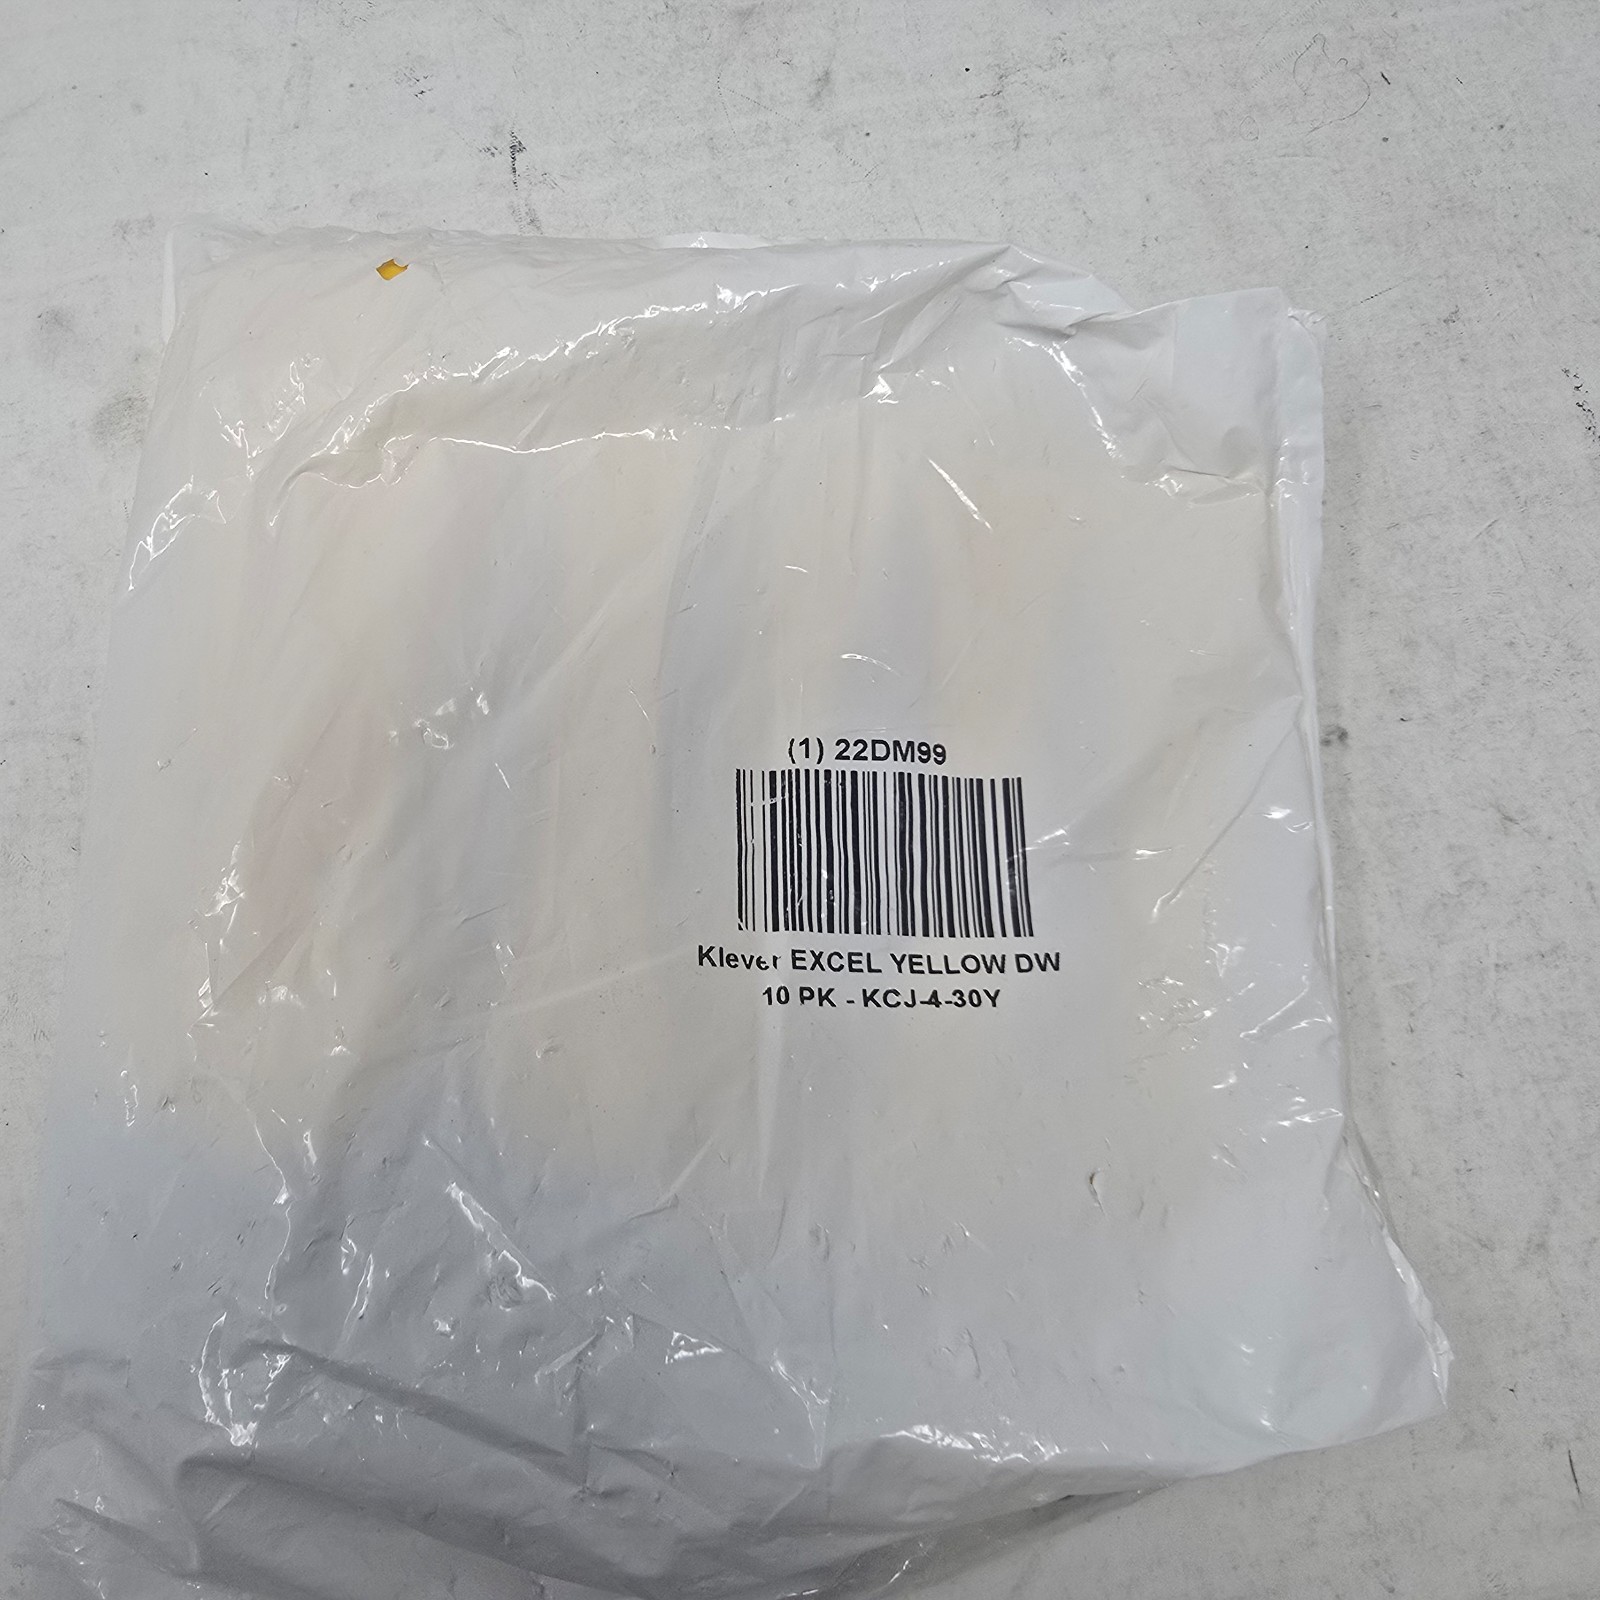 (1) 22DM99
Klever EXCEL YELLOW DW
10 PK - KCJ-4-30Y